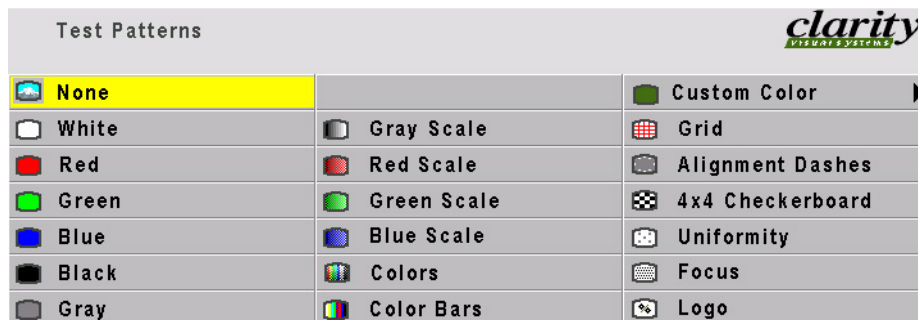 Test Patterns
clarity
VISUAL SYSTEMS
None
Custom Color
White
Gray Scale
Grid
Red
Red Scale
Alignment Dashes
Green
Green Scale
4x4 Checkerboard
Blue
Blue Scale
Uniformity
Black
Colors
Focus
Gray
Color Bars
Logo